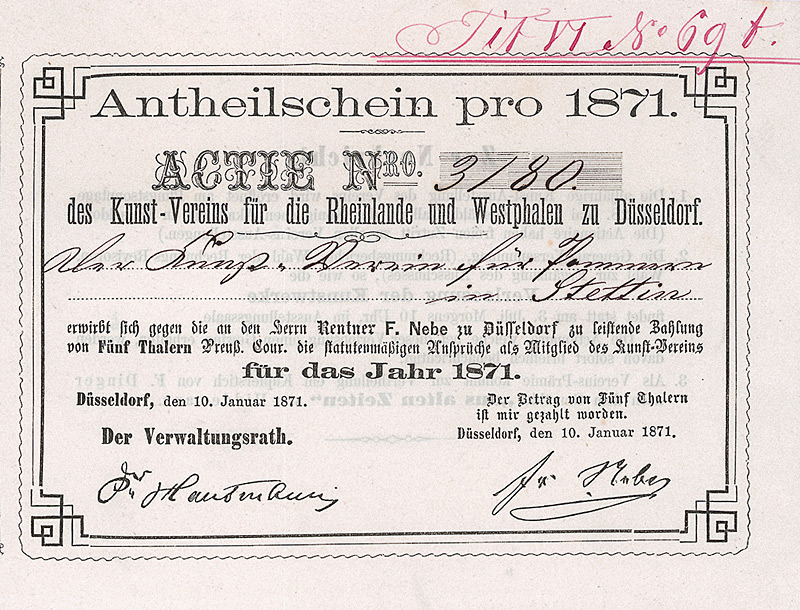 Tit VI No 69 t.
Antheilschein pro 1871.
ACTIE NRO. 3180.
des Kunst-Vereins für die Rheinlande und Westphalen zu Düsseldorf.
Der Kunst-Verein für Pommern
in Stettin
erwirbt sich gegen die an den Herrn Rentner F. Nebe zu Düsseldorf zu leistende Zahlung
von Fünf Thalern Preuß. Cour. die statutenmäßigen Ansprüche als Mitglied des Kunst-Vereins
für das Jahr 1871.
Düsseldorf, den 10. Januar 1871.
Der Verwaltungsrath.
Der Betrag von Fünf Thalern
ist mir gezahlt worden.
Düsseldorf, den 10. Januar 1871.
Fr. Nebe